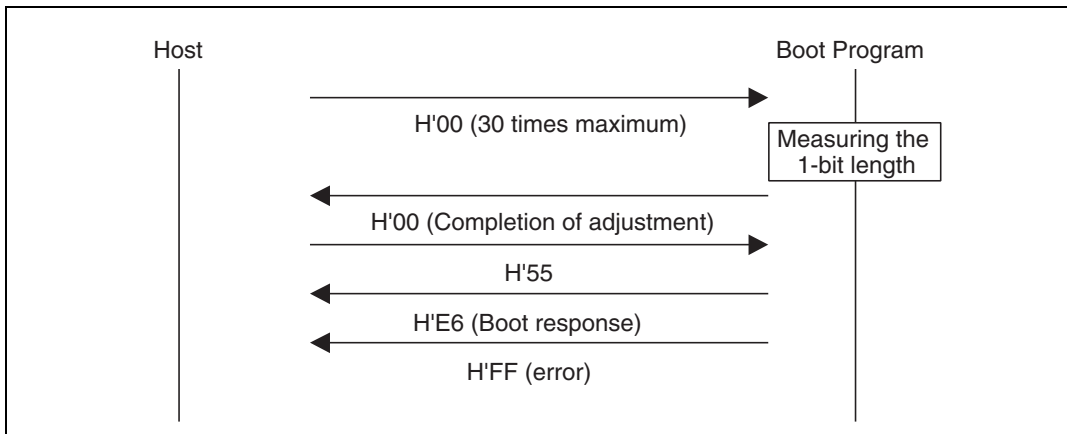 Host
Boot Program
H'00 (30 times maximum)
Measuring the
1-bit length
H'00 (Completion of adjustment)
H'55
H'E6 (Boot response)
H'FF (error)